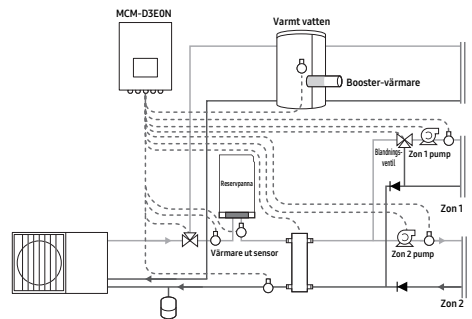 MCM-D3E0N
Varmt vatten
Booster-värmare
Blandnings-
ventil
Zon 1 pump
Reservpanna
Zon 1
Värmare ut sensor
Zon 2 pump
Zon 2